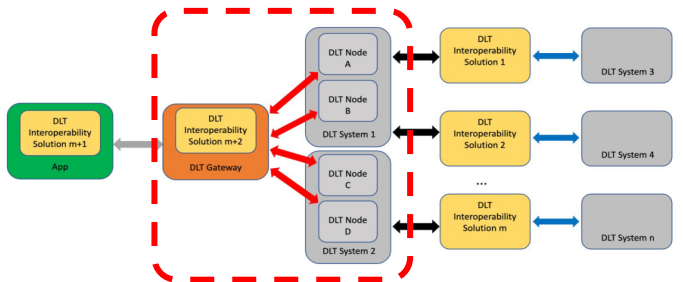 DLT
Interoperability
Solution m+1
App
DLT
Interoperability
Solution m+2
DLT Gateway
DLT Node
A
DLT Node
B
DLT System 1
DLT Node
C
DLT Node
D
DLT System 2
DLT
Interoperability
Solution 1
DLT
Interoperability
Solution 2
...
DLT
Interoperability
Solution m
DLT System 3
DLT System 4
DLT System n